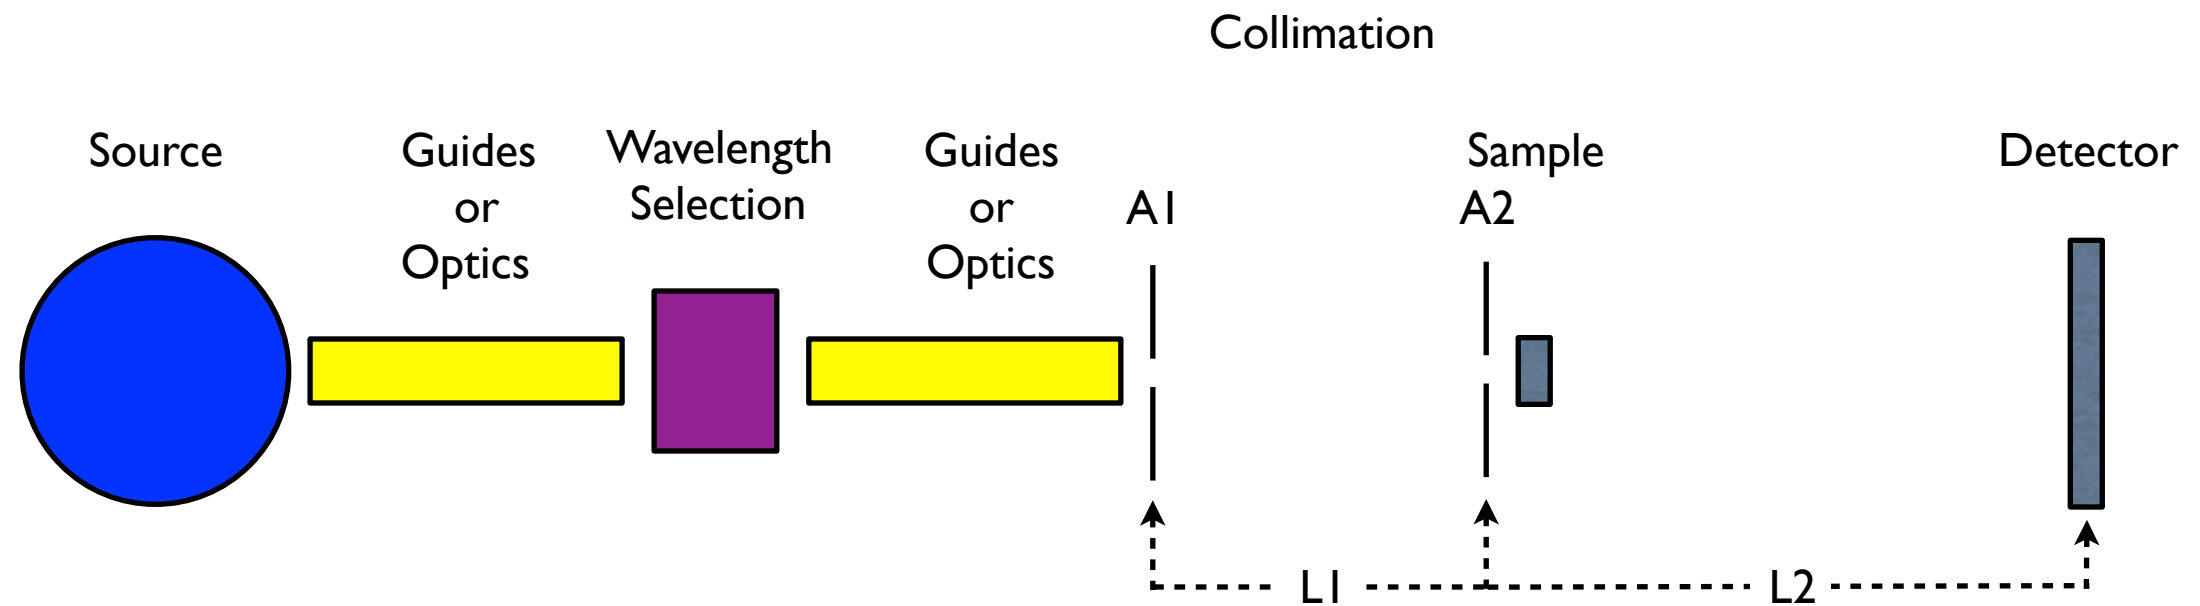 Collimation
Source
Guides
or
Optics
Wavelength
Selection
Guides
or
Optics
A1
Sample
A2
Detector
L1
L2